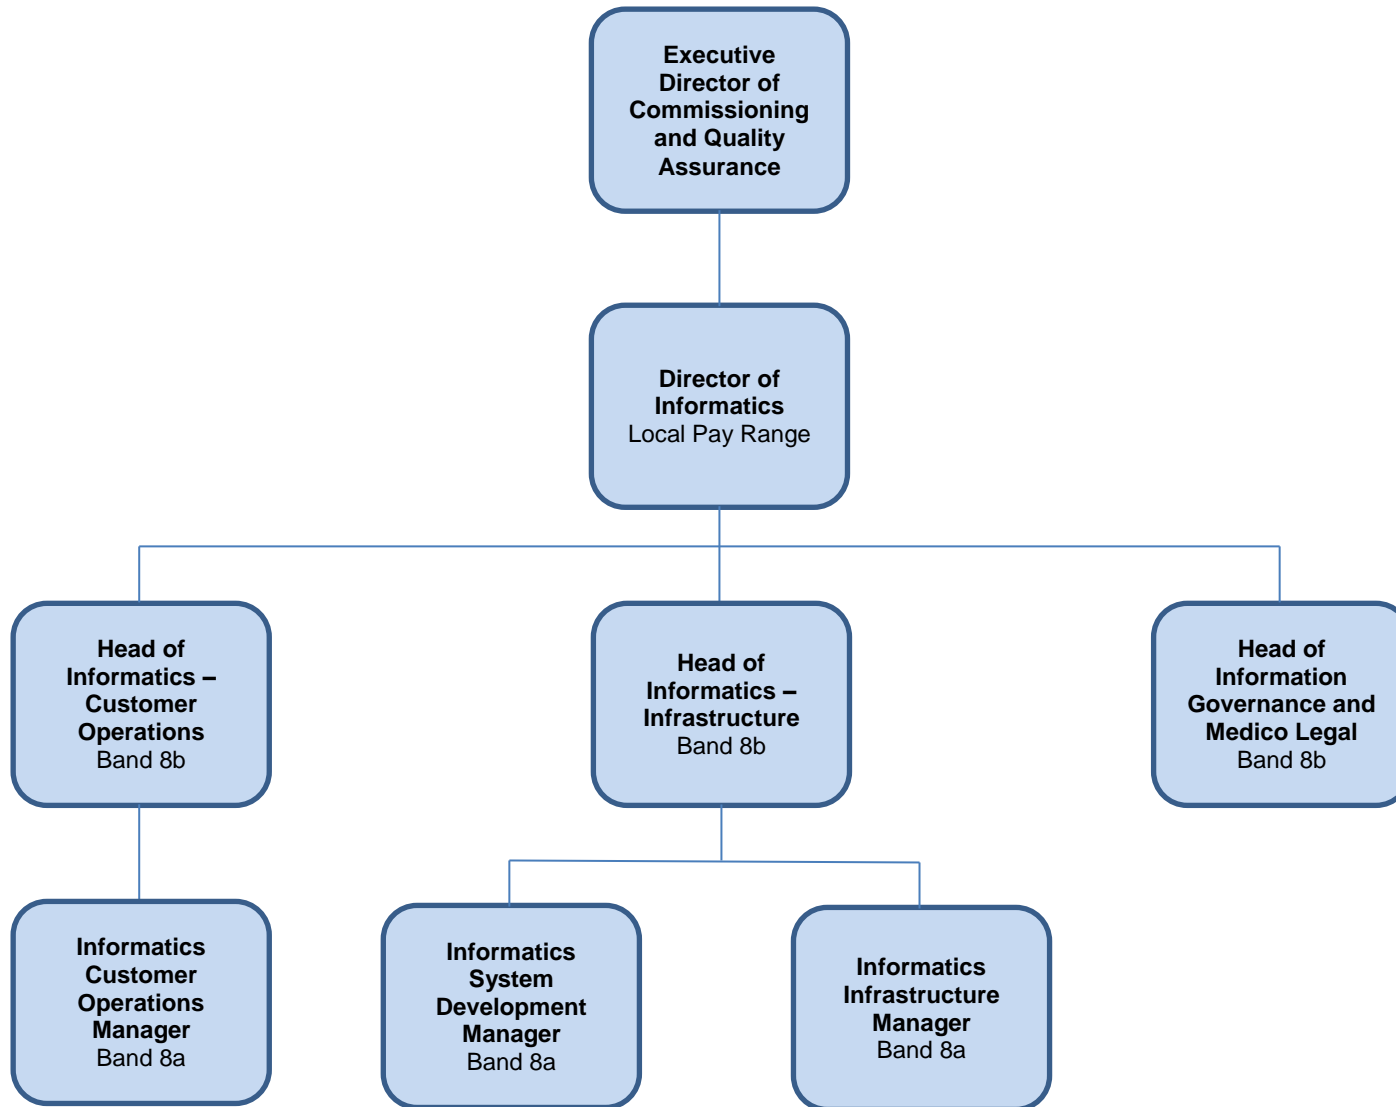 Executive
Director of
Commissioning
and Quality
Assurance
Director of
Informatics
Local Pay Range
Head of
Informatics –
Customer
Operations
Band 8b
Head of
Informatics –
Infrastructure
Band 8b
Head of
Information
Governance and
Medico Legal
Band 8b
Informatics
Customer
Operations
Manager
Band 8a
Informatics
System
Development
Manager
Band 8a
Informatics
Infrastructure
Manager
Band 8a